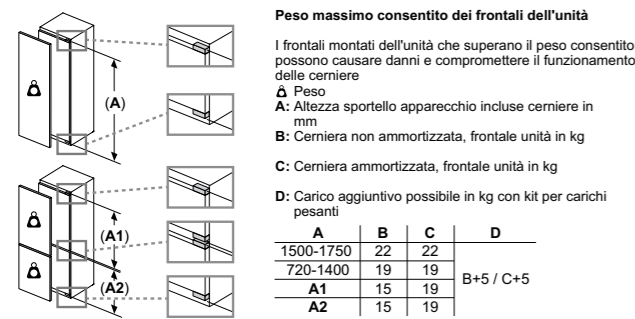 Peso massimo consentito dei frontali dell'unità
I frontali montati dell'unità che superano il peso consentito
possono causare danni e compromettere il funzionamento
delle cerniere
Peso
A: Altezza sportello apparecchio incluse cerniere in
mm
B: Cerniera non ammortizzata, frontale unità in kg
C: Cerniera ammortizzata, frontale unità in kg
D: Carico aggiuntivo possibile in kg con kit per carichi
pesanti
A B C D
1500-1750 22 22
720-1400 19 19
B+5 / C+5
A1 15 19
A2 15 19
(A)
(A1)
(A2)